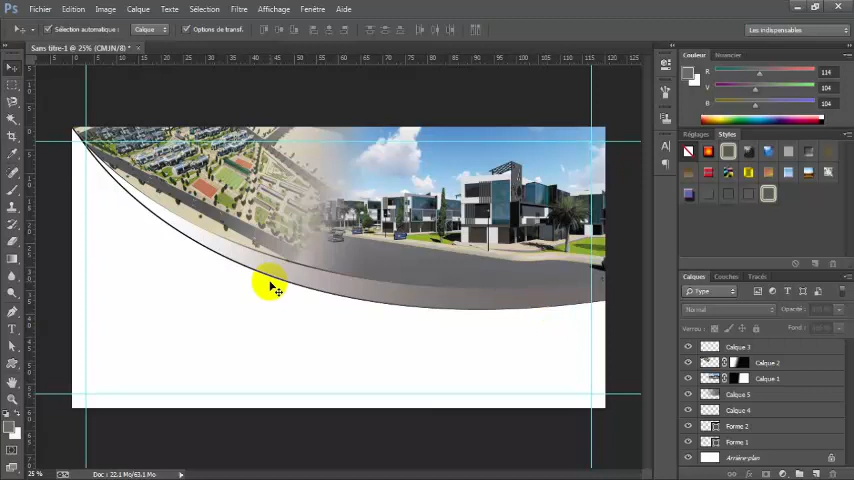 Ps Fichier Edition Image Calque Texte Sélection Filtre Affichage Fenêtre Aide
Sélection automatique : Calque Options de transf. Les indispensables
Sans titre-1 @ 25% (CMJN/8) *
Couleur Nuancier
R 114
V 104
B 104
Réglages Styles
Calques Couches Tracés
Type
Normal Opacité :
Verrou : Fond :
Calque 3
Calque 2
Calque 1
Calque 5
Calque 4
Forme 2
Forme 1
Arrière-plan
25 % Doc : 22.1 Mo/63.1 Mo